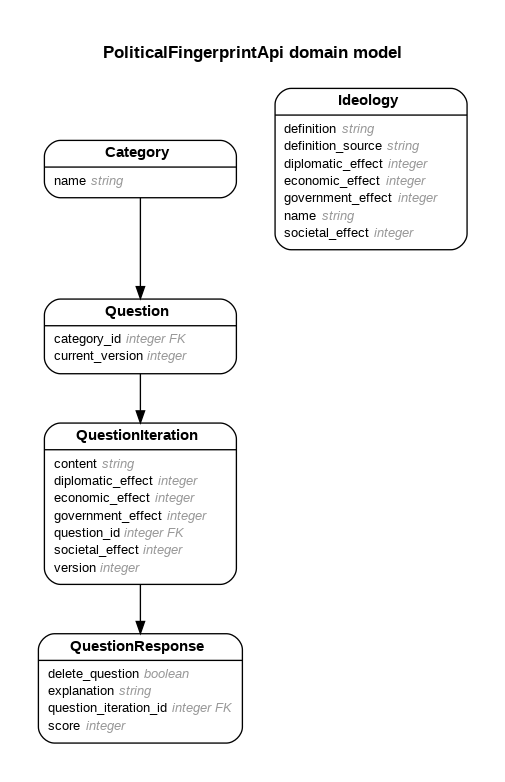 PoliticalFingerprintApi domain model
Category
name string
Ideology
definition string
definition_source string
diplomatic_effect integer
economic_effect integer
government_effect integer
name string
societal_effect integer
Question
category_id integer FK
current_version integer
QuestionIteration
content string
diplomatic_effect integer
economic_effect integer
government_effect integer
question_id integer FK
societal_effect integer
version integer
QuestionResponse
delete_question boolean
explanation string
question_iteration_id integer FK
score integer